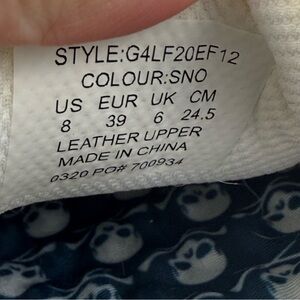 STYLE:G4LF20EF12
COLOUR:SNO
US EUR UK CM
8 39 6 24.5
LEATHER UPPER
MADE IN CHINA
0320 PO# 700934